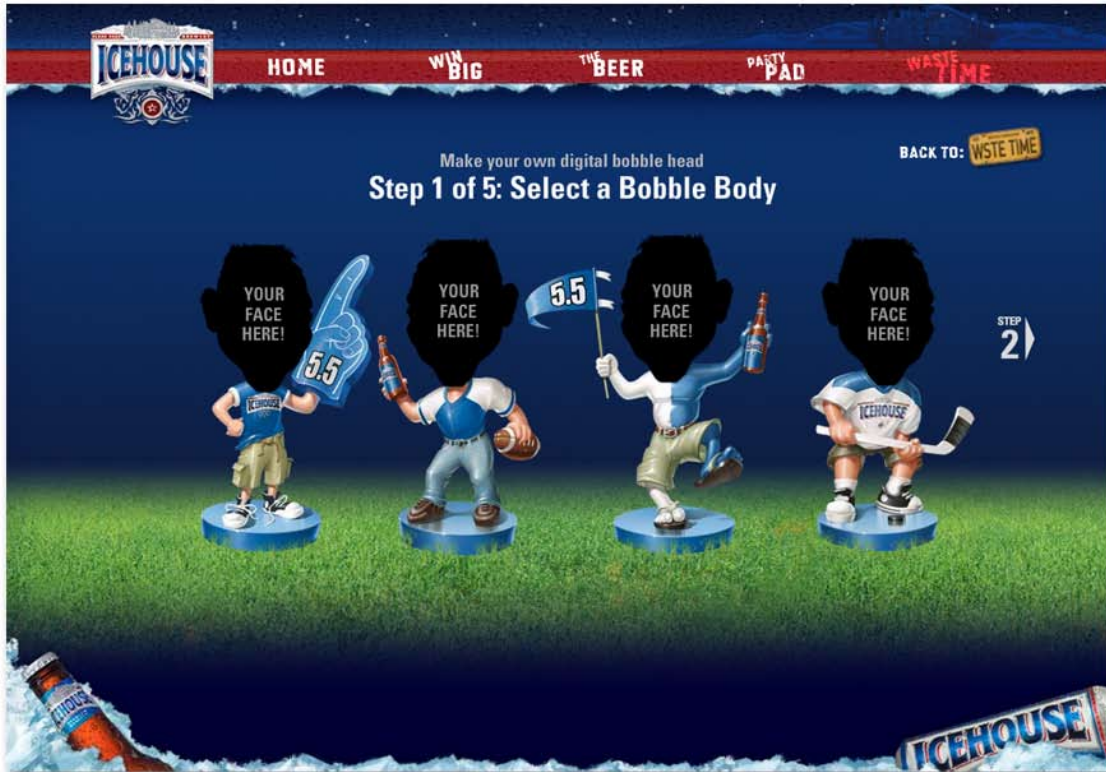 ICEHOUSE
HOME
WIN BIG
THE BEER
PARTY PAD
WASTE TIME
BACK TO: WSTE TIME
Make your own digital bobble head
Step 1 of 5: Select a Bobble Body
YOUR
FACE
HERE!
5.5
ICEHOUSE
YOUR
FACE
HERE!
5.5
YOUR
FACE
HERE!
YOUR
FACE
HERE!
ICEHOUSE
STEP
2
ICEHOUSE
ICEHOUSE